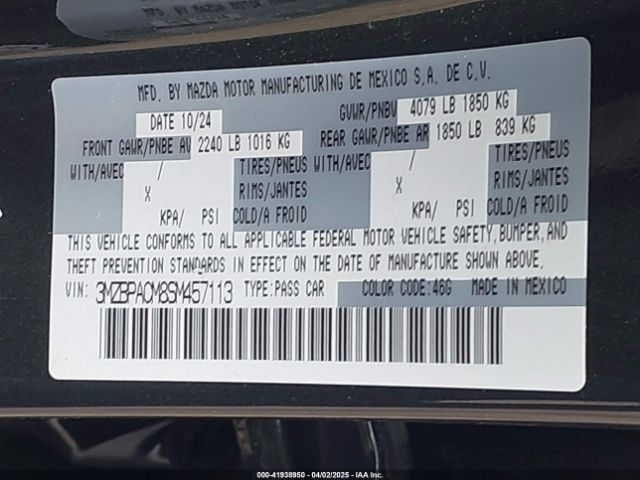 MFD. BY MAZDA MOTOR MANUFACTURING DE MEXICO S.A. DE C.V.
DATE 10/24 GVWR/PNBV 4079 LB 1850 KG
FRONT GAWR/PNBE AV 2240 LB 1016 KG REAR GAWR/PNBE AR 1850 LB 839 KG
WITH/AVEC / TIRES/PNEUS WITH/AVEC / TIRES/PNEUS
X RIMS/JANTES X RIMS/JANTES
KPA/ PSI COLD/A FROID KPA/ PSI COLD/A FROID
THIS VEHICLE CONFORMS TO ALL APPLICABLE FEDERAL MOTOR VEHICLE SAFETY, BUMPER, AND
THEFT PREVENTION STANDARDS IN EFFECT ON THE DATE OF MANUFACTURE SHOWN ABOVE.
VIN: 3MZBPACM8SM457113 TYPE:PASS CAR COLOR CODE:46G MADE IN MEXICO
000-41938950 - 04/02/2025 - IAA Inc.